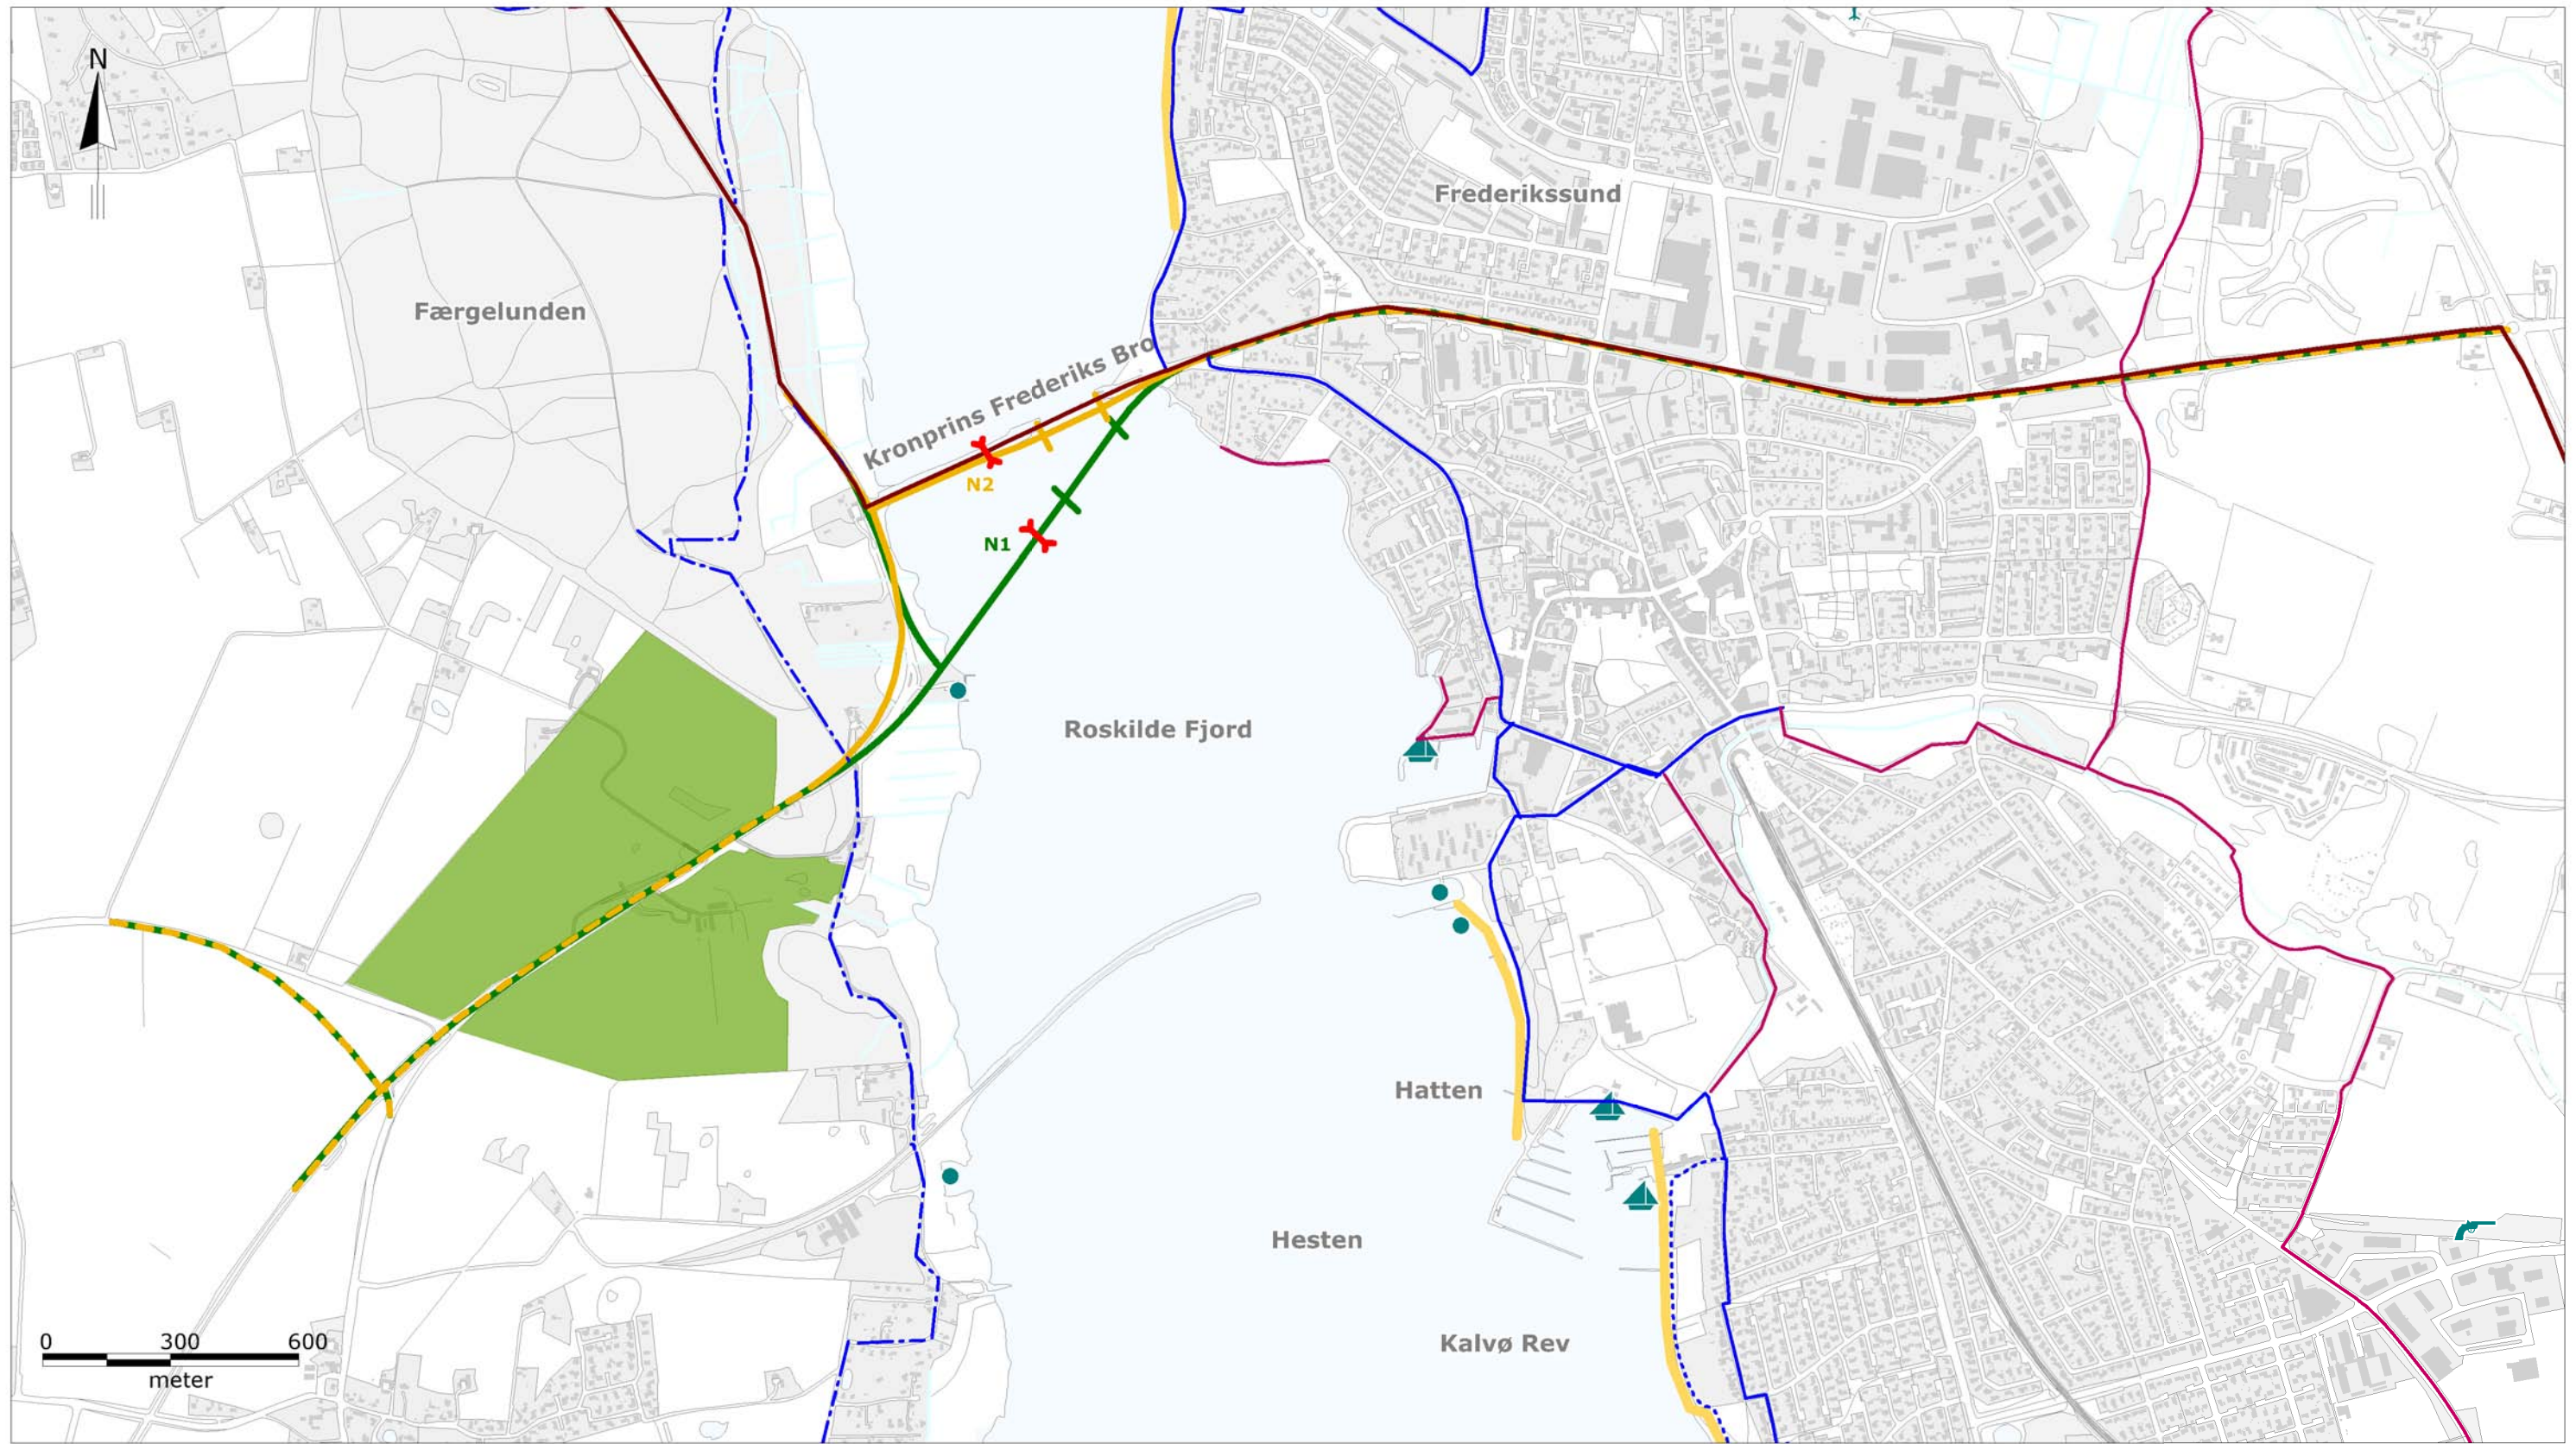 N
Frederikssund
Færgelunden
Kronprins Frederiks Bro
N2
N1
Roskilde Fjord
Hatten
Hesten
Kalvø Rev
0 300 600
meter